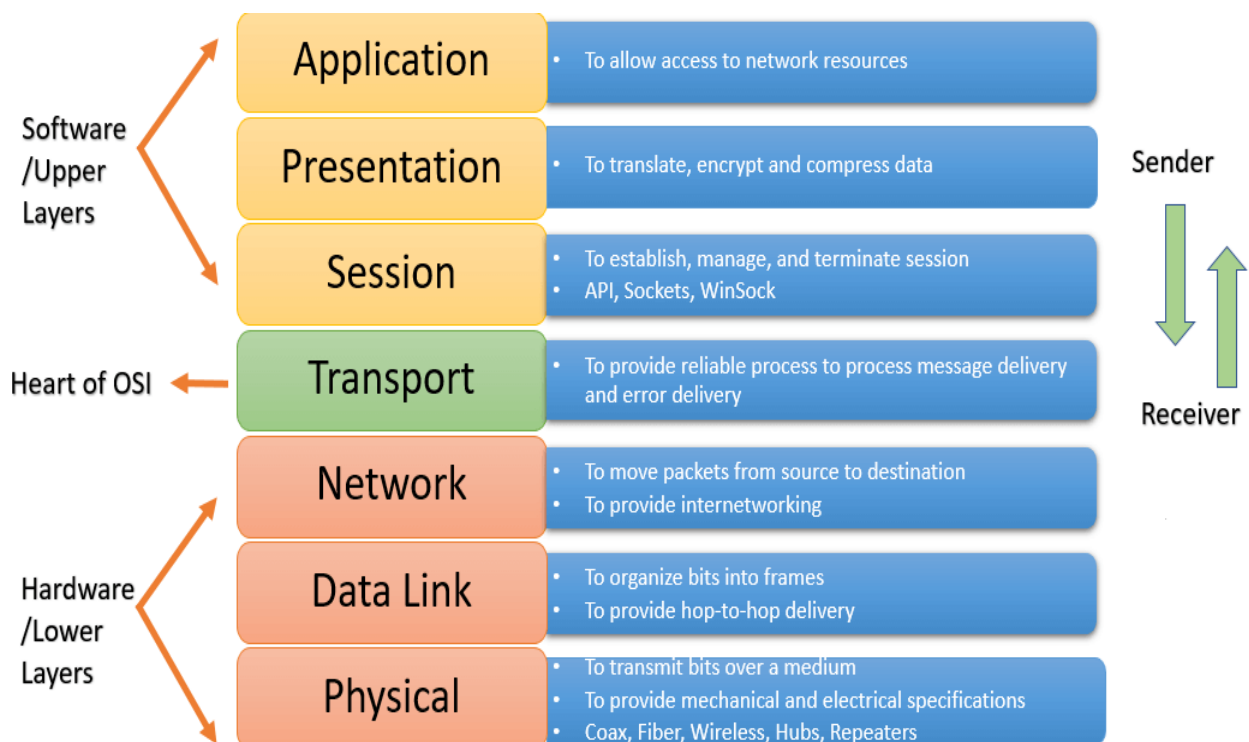 Application
• To allow access to network resources
Software
/Upper
Layers
Presentation
• To translate, encrypt and compress data
Sender
Session
• To establish, manage, and terminate session
• API, Sockets, WinSock
Heart of OSI
Transport
• To provide reliable process to process message delivery
and error delivery
Receiver
Network
• To move packets from source to destination
• To provide internetworking
Hardware
/Lower
Layers
Data Link
• To organize bits into frames
• To provide hop-to-hop delivery
Physical
• To transmit bits over a medium
• To provide mechanical and electrical specifications
• Coax, Fiber, Wireless, Hubs, Repeaters